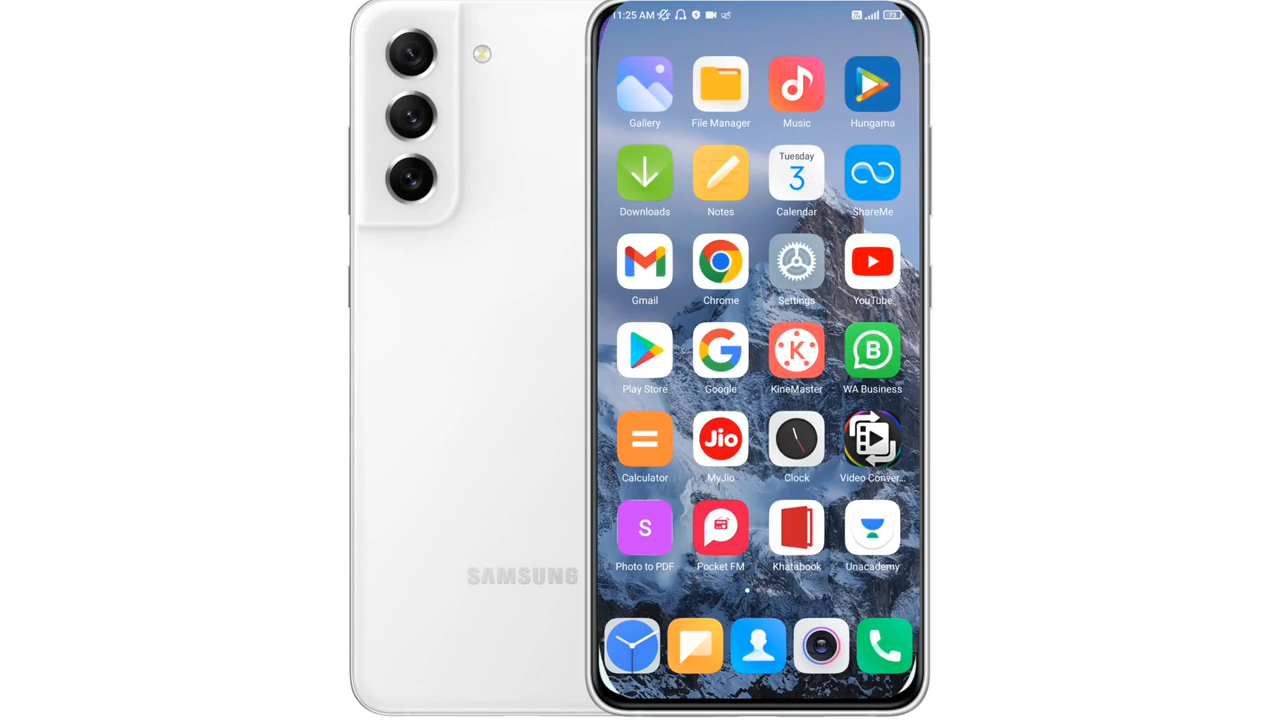 11:25 AM
73
Gallery File Manager Music Hungama
Tuesday
3
Downloads Notes Calendar ShareMe
Gmail Chrome Settings YouTube
K B
Play Store Google KineMaster WA Business
Jio
Calculator MyJio Clock Video Conver...
S
Photo to PDF Pocket FM Khatabook Unacademy
SAMSUNG